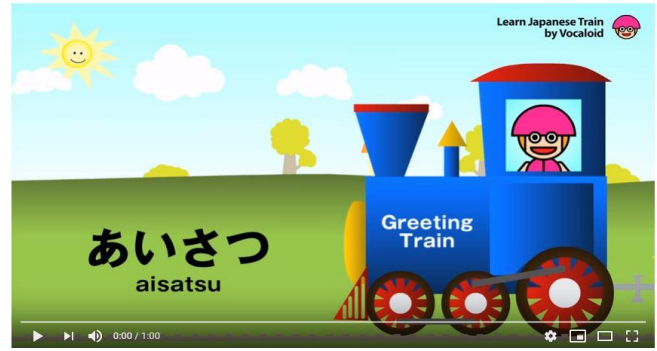 Learn Japanese Train
by Vocaloid
Greeting
Train
あいさつ
aisatsu
0:00 / 1:00